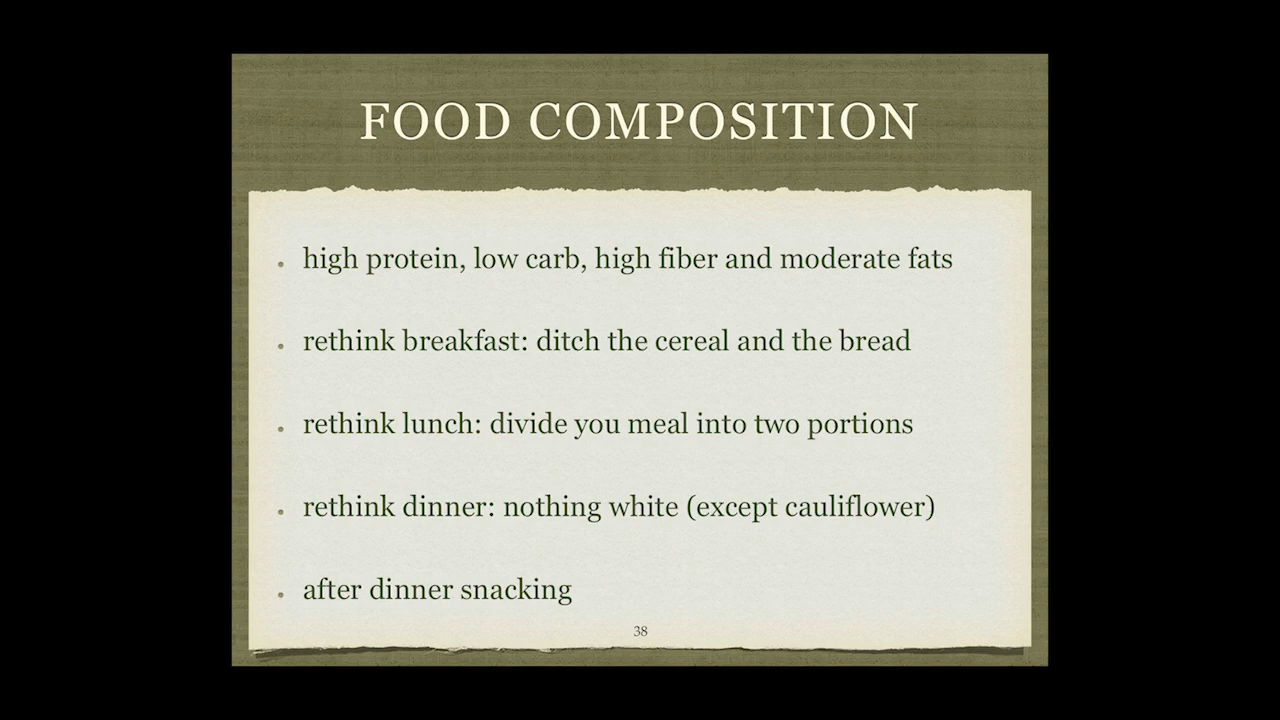 FOOD COMPOSITION
high protein, low carb, high fiber and moderate fats
rethink breakfast: ditch the cereal and the bread
rethink lunch: divide you meal into two portions
rethink dinner: nothing white (except cauliflower)
after dinner snacking
38